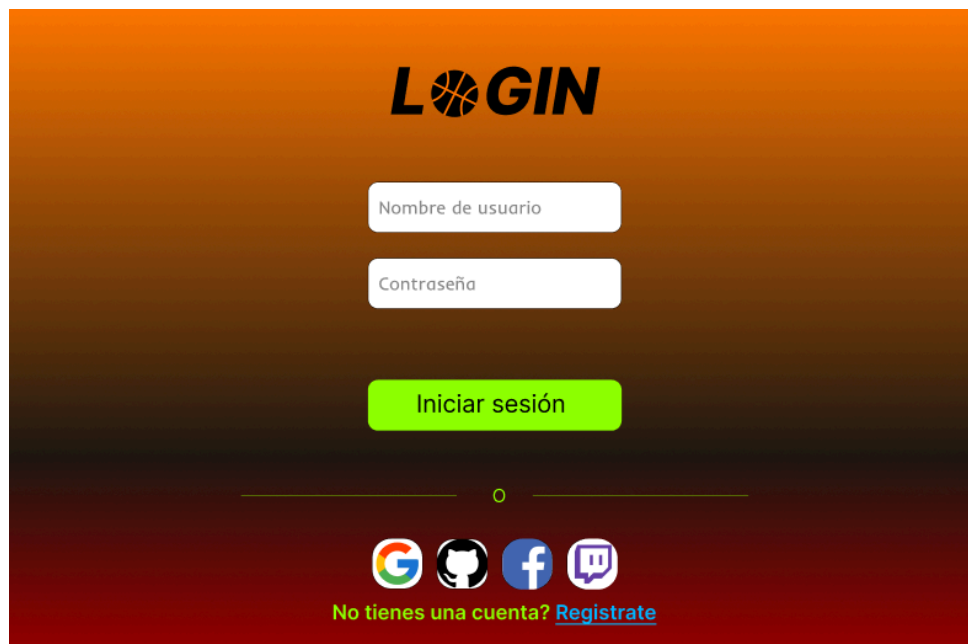 LOGIN
Nombre de usuario
Contraseña
Iniciar sesión
O
No tienes una cuenta? Registrate